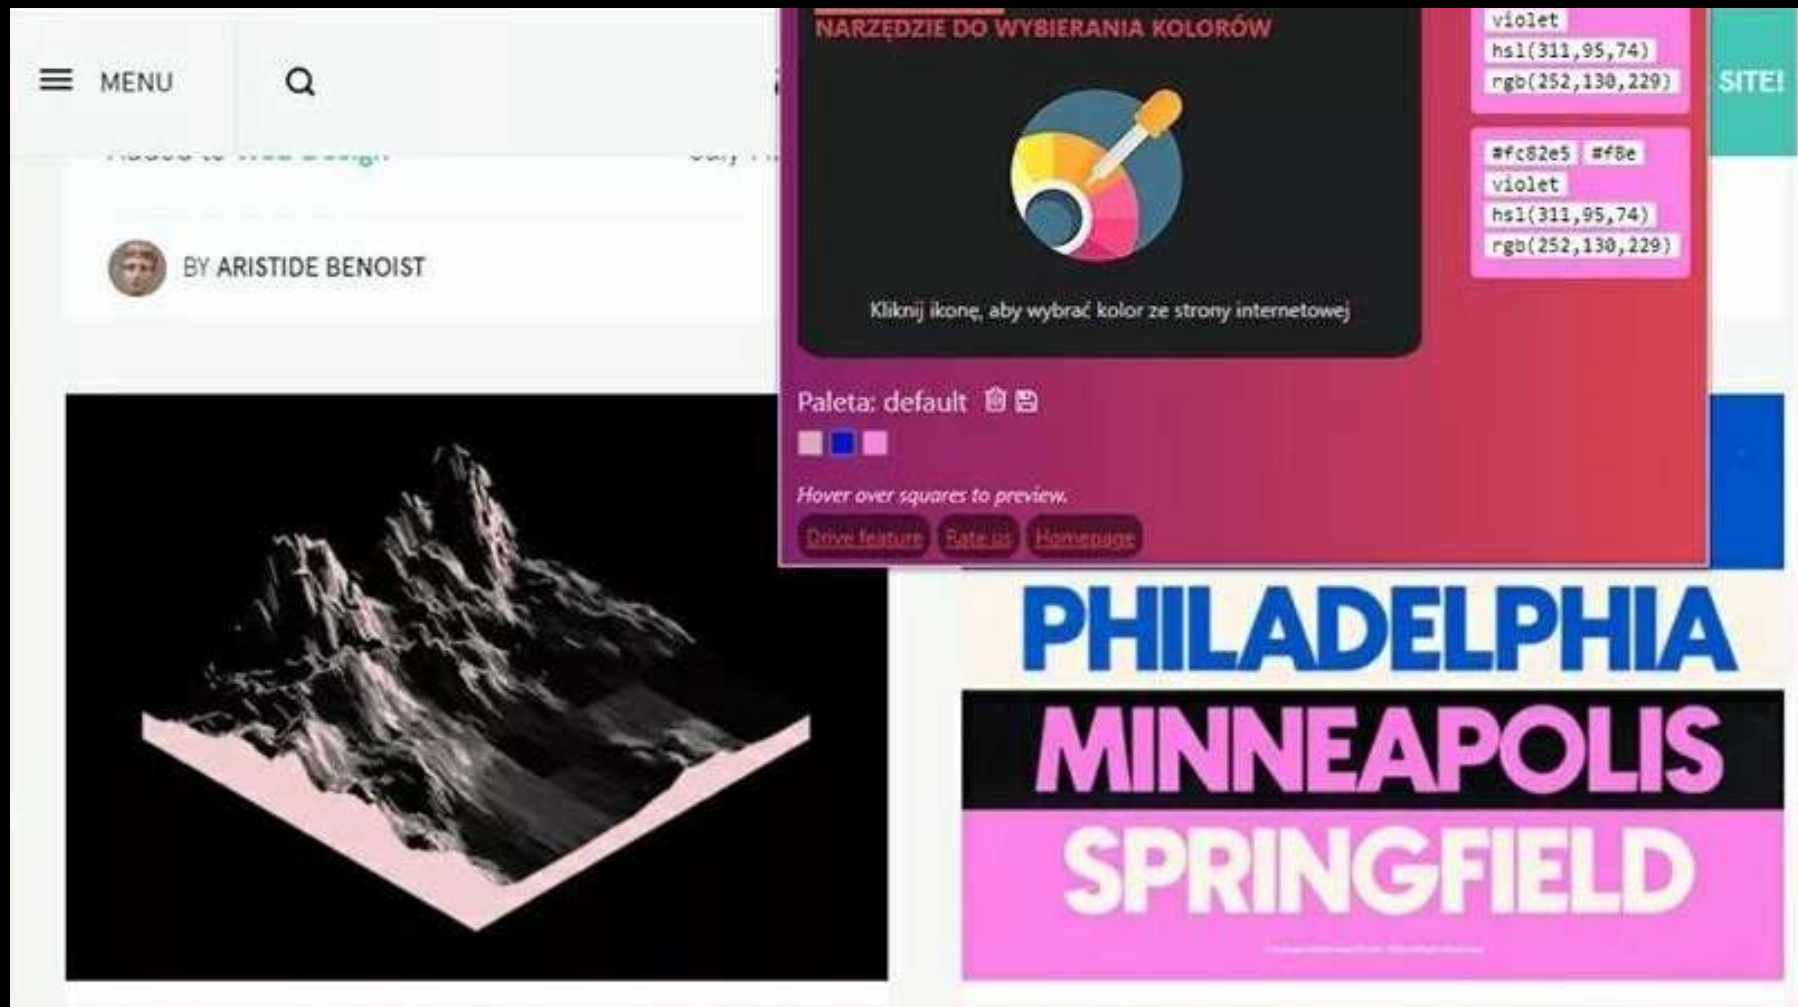 MENU
SITE!
BY ARISTIDE BENOIST
NARZĘDZIE DO WYBIERANIA KOLORÓW
Kliknij ikonę, aby wybrać kolor ze strony internetowej
Paleta: default
Hover over squares to preview.
Drive feature Rate us Homepage
violet
hsl(311,95,74)
rgb(252,130,229)
#fc82e5 #f8e
violet
hsl(311,95,74)
rgb(252,130,229)
PHILADELPHIA
MINNEAPOLIS
SPRINGFIELD